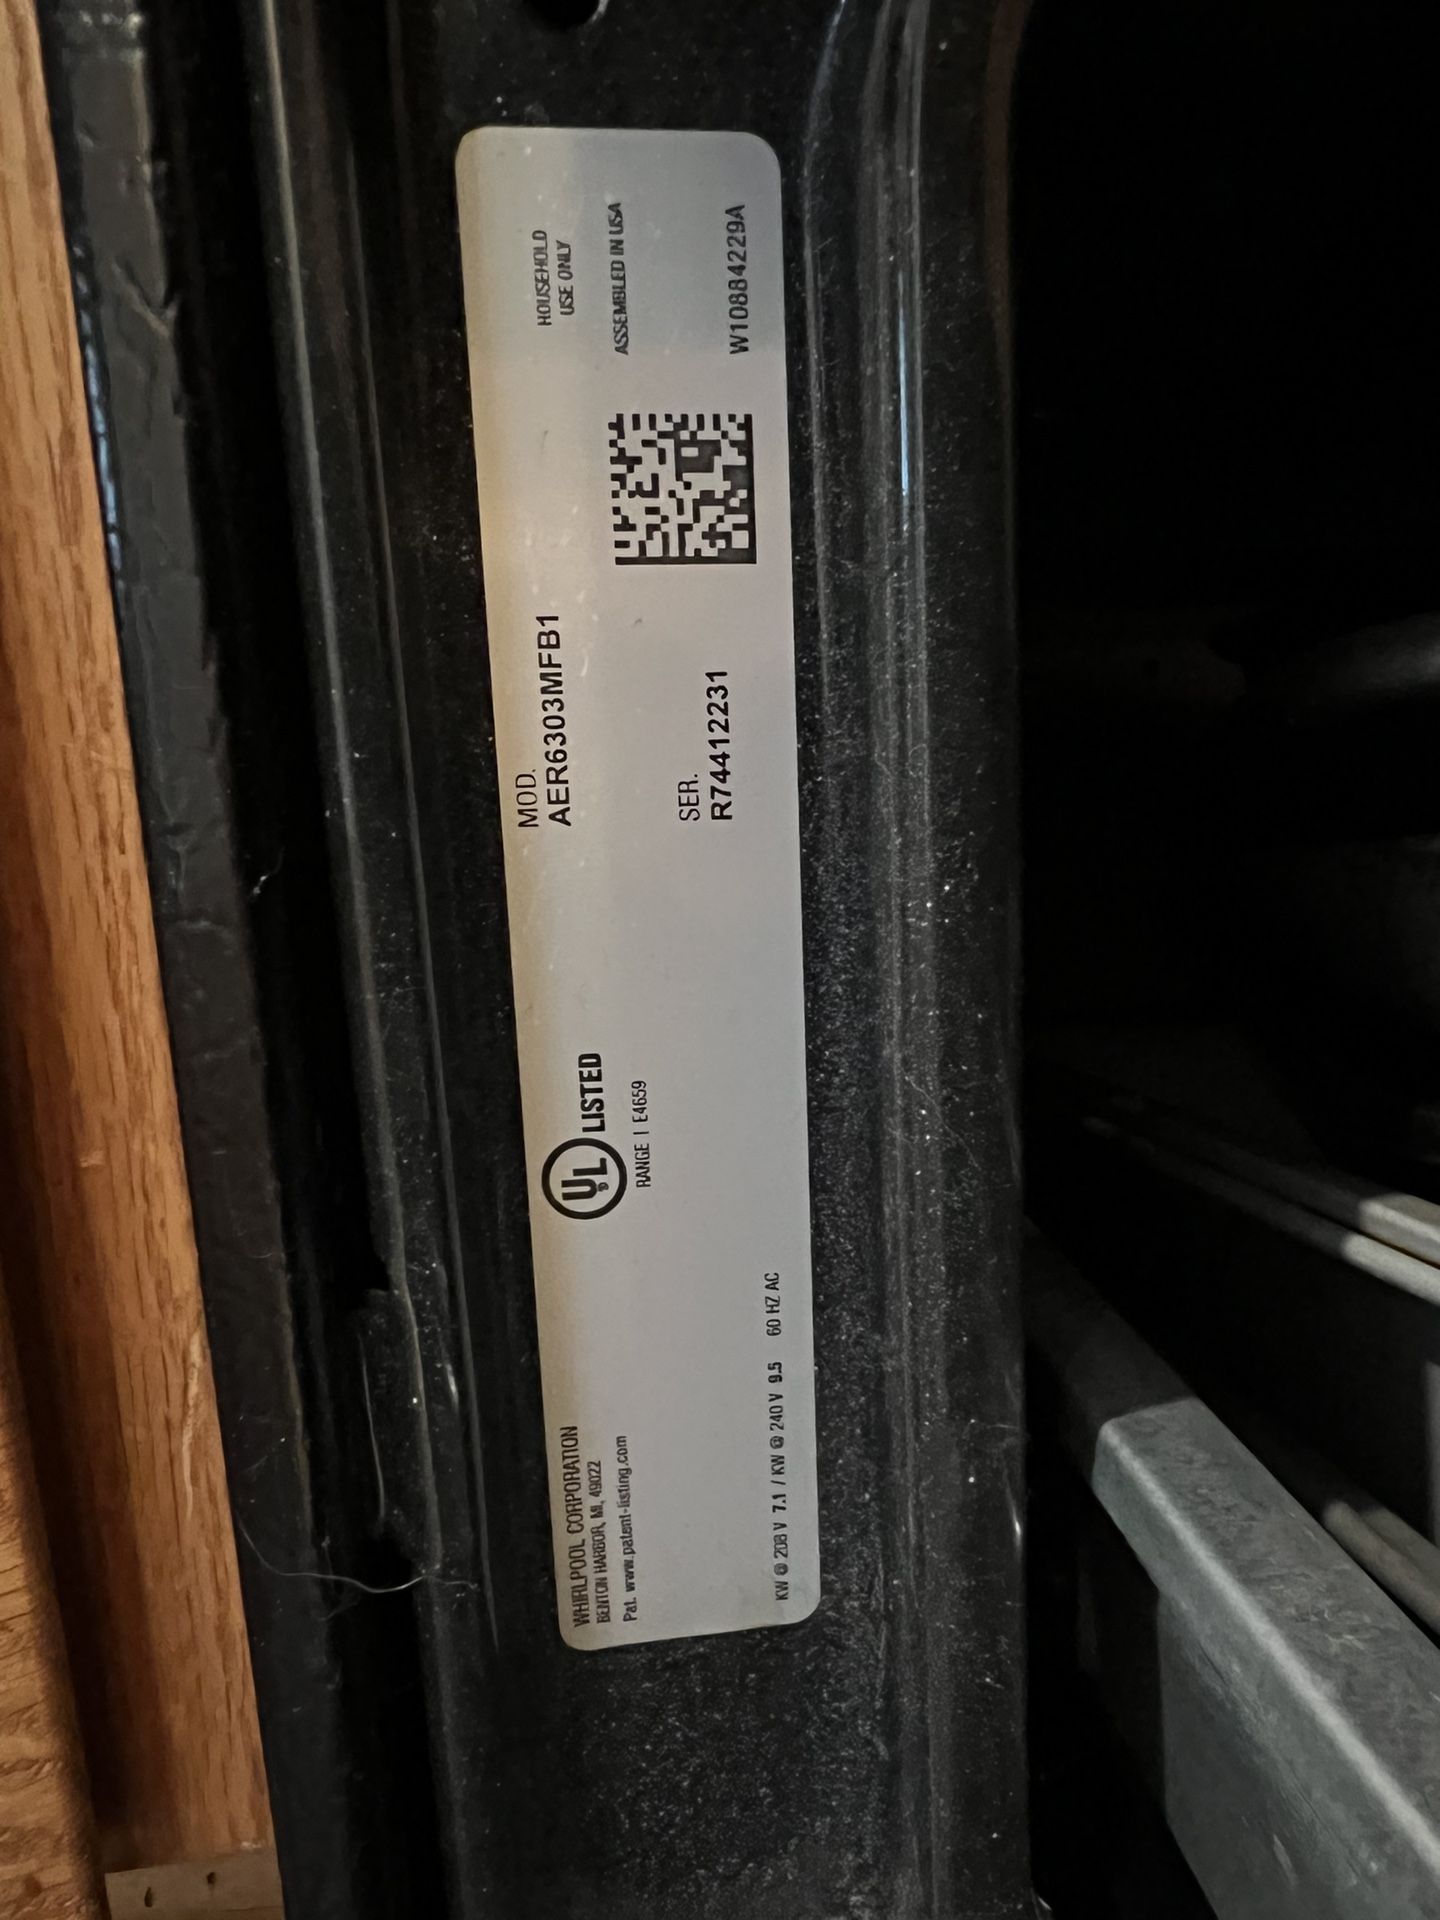 WHIRLPOOL CORPORATION
BENTON HARBOR, MI, 49022
Pat. www.patent-listing.com
KW @ 208 V 7.1 / KW @ 240 V 9.5 60 HZ AC
UL LISTED
RANGE | E4659
MOD.
AER6303MFB1
SER.
R74412231
HOUSEHOLD
USE ONLY
ASSEMBLED IN USA
W10884229A